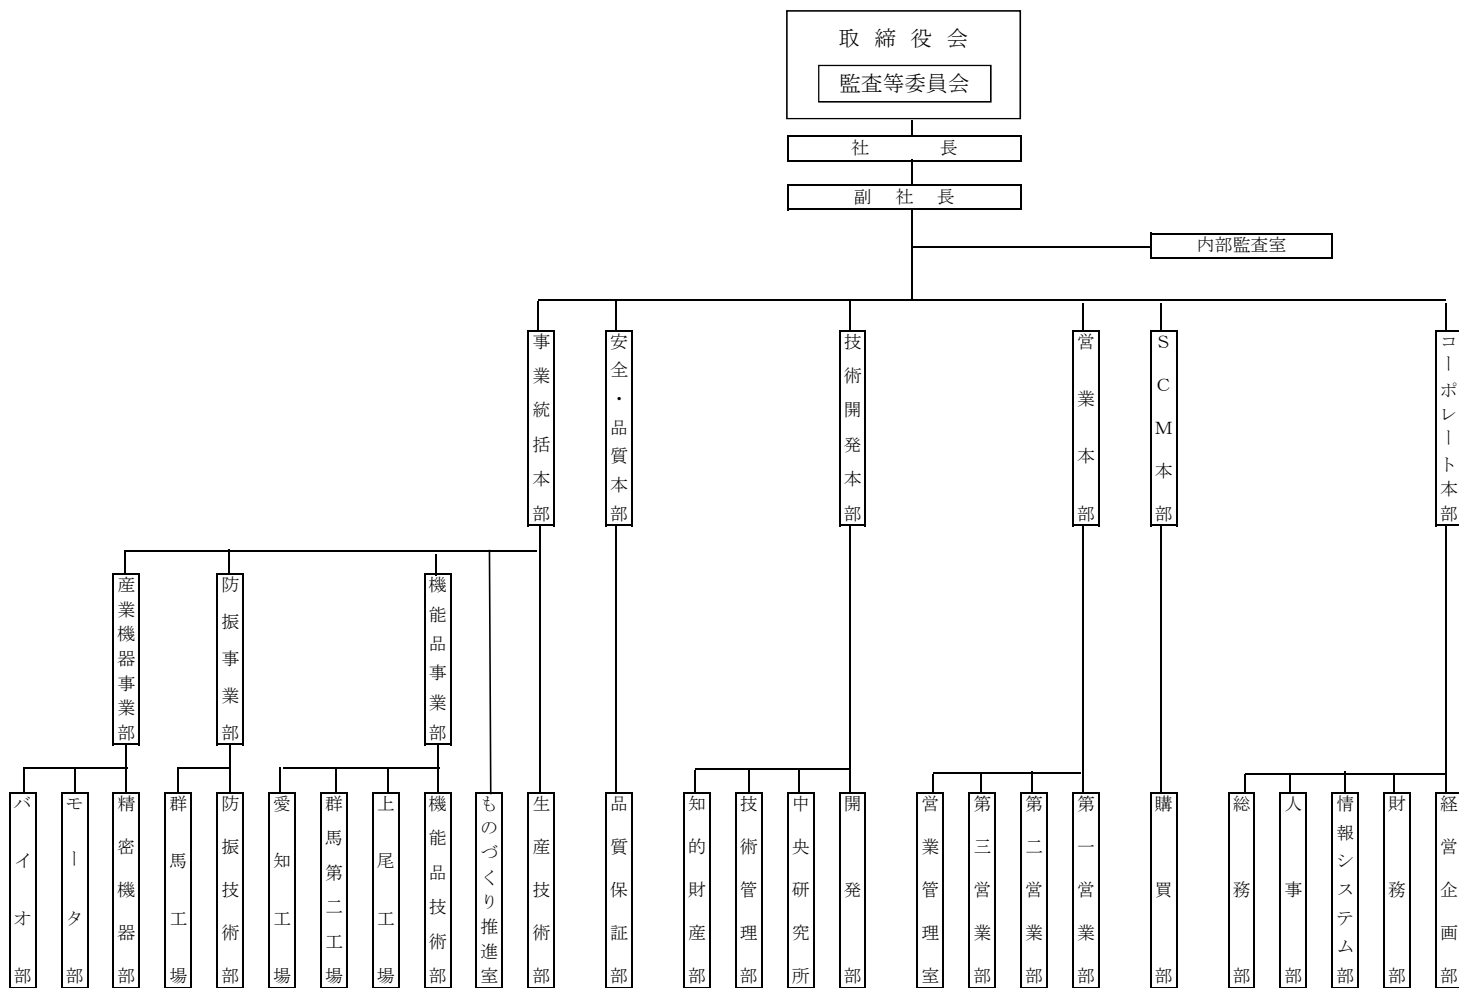 取締役会
監査等委員会
社長
副社長
内部監査室
事業統括本部
安全・品質本部
技術開発本部
営業本部
SCM本部
コーポレート本部
産業機器事業部
防振事業部
機能品事業部
バイオ部
モータ部
精密機器部
群馬工場
防振技術部
愛知工場
群馬第二工場
上尾工場
機能品技術部
ものづくり推進室
生産技術部
品質保証部
知的財産部
技術管理部
中央研究所
開発部
営業管理室
第三営業部
第二営業部
第一営業部
購買部
総務部
人事部
情報システム部
財務部
経営企画部